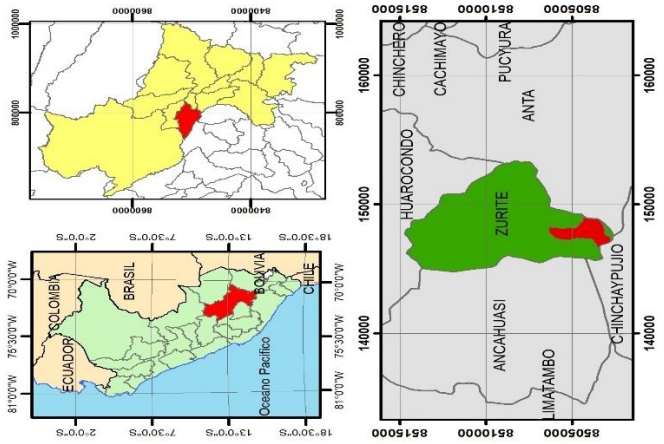 8600000
8400000
1000000
800000
1000000
800000
8600000
8400000
2°0'0"S
7°30'0"S
13°0'0"S
18°30'0"S
70°0'0"W
75°30'0"W
81°0'0"W
COLOMBIA
BRASIL
BOLIVIA
CHILE
ECUADOR
Oceano Pacifico
70°0'0"W
75°30'0"W
81°0'0"W
2°0'0"S
7°30'0"S
13°0'0"S
18°30'0"S
8515000
8510000
8505000
160000
150000
140000
CHINCHERO
CACHIMAYO
PUCYURA
ANTA
HUAROCONDO
ZURITE
ANCAHUASI
LIMATAMBO
CHINCHAYPUJIO
160000
150000
140000
8515000
8510000
8505000